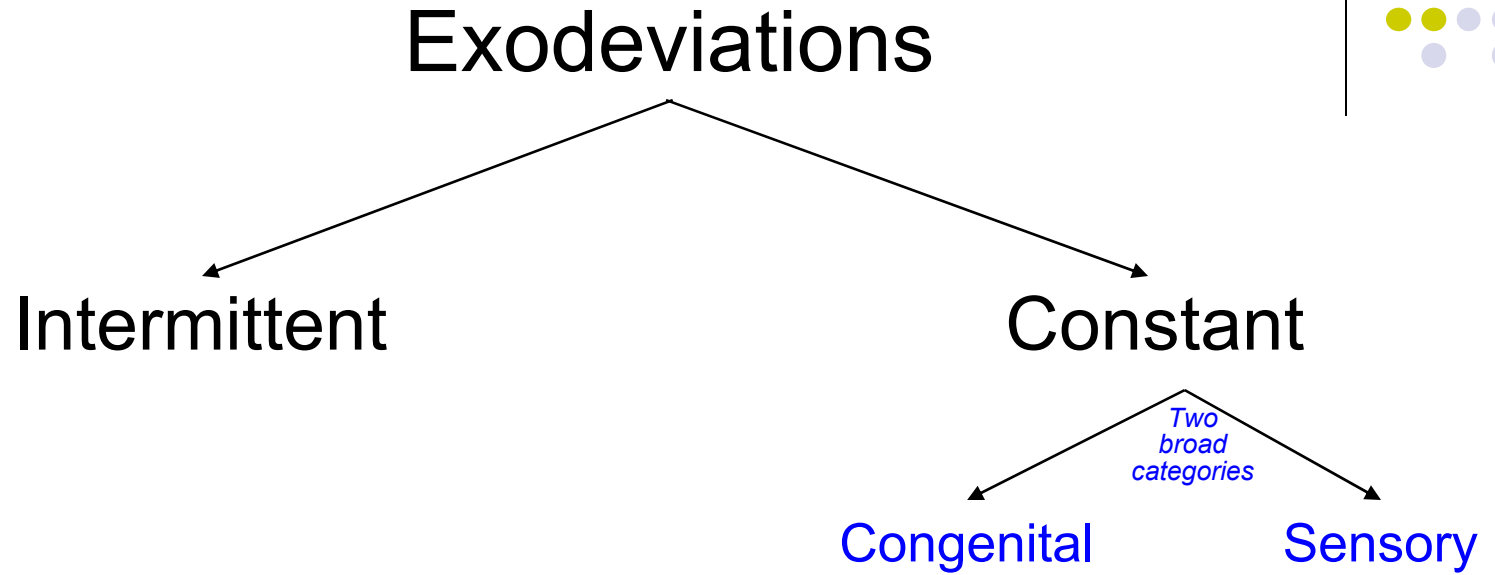 Exodeviations
Intermittent
Constant
Two
broad
categories
Congenital
Sensory